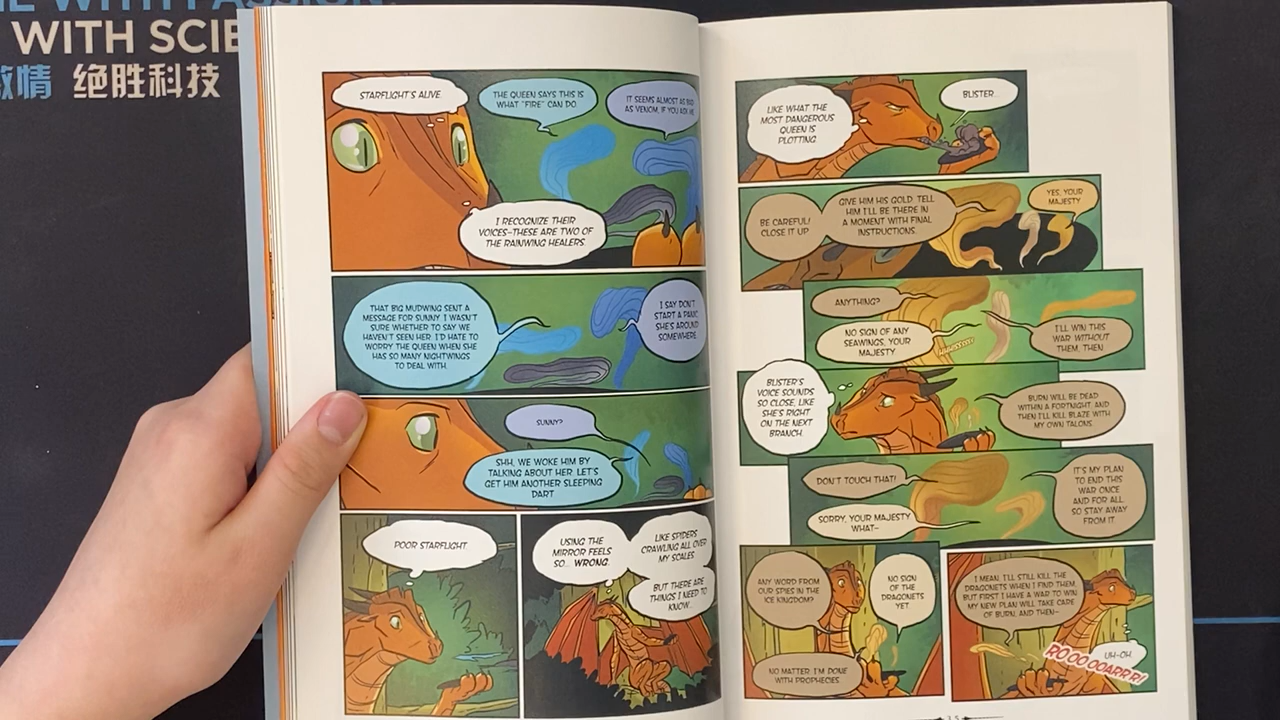 WITH PASSION
WITH SCIE
激情 绝胜科技
STARFLIGHT'S ALIVE.
THE QUEEN SAYS THIS IS
WHAT "FIRE" CAN DO.
IT SEEMS ALMOST AS BAD
AS VENOM, IF YOU ASK ME.
I RECOGNIZE THEIR
VOICES–THESE ARE TWO OF
THE RAINWING HEALERS.
THAT BIG MUDWING SENT A
MESSAGE FOR SUNNY. I WASN'T
SURE WHETHER TO SAY WE
HAVEN'T SEEN HER. I'D HATE TO
WORRY THE QUEEN WHEN SHE
HAS SO MANY NIGHTWINGS
TO DEAL WITH.
I SAY DON'T
START A PANIC.
SHE'S AROUND
SOMEWHERE.
SUNNY?
SHH, WE WOKE HIM BY
TALKING ABOUT HER. LET'S
GET HIM ANOTHER SLEEPING
DART.
POOR STARFLIGHT
USING THE
MIRROR FEELS
SO... WRONG.
LIKE SPIDERS
CRAWLING ALL OVER
MY SCALES
BUT THERE ARE
THINGS I NEED TO
KNOW...
LIKE WHAT THE
MOST DANGEROUS
QUEEN IS
PLOTTING.
BLISTER...
BE CAREFUL!
CLOSE IT UP
GIVE HIM HIS GOLD. TELL
HIM I'LL BE THERE IN
A MOMENT WITH FINAL
INSTRUCTIONS.
YES, YOUR
MAJESTY
ANYTHING?
NO SIGN OF ANY
SEAWINGS, YOUR
MAJESTY
I'LL WIN THIS
WAR WITHOUT
THEM, THEN
BLISTER'S
VOICE SOUNDS
SO CLOSE, LIKE
SHE'S RIGHT
ON THE NEXT
BRANCH.
BURN WILL BE DEAD
WITHIN A FORTNIGHT, AND
THEN I'LL KILL BLAZE WITH
MY OWN TALONS.
DON'T TOUCH THAT!
SORRY, YOUR MAJESTY
WHAT–
IT'S MY PLAN
TO END THIS
WAR ONCE
AND FOR ALL,
SO STAY AWAY
FROM IT
ANY WORD FROM
OUR SPIES IN THE
ICE KINGDOM?
NO SIGN
OF THE
DRAGONETS
YET.
NO MATTER. I'M DONE
WITH PROPHECIES.
I MEAN, I'LL STILL KILL THE
DRAGONETS WHEN I FIND THEM,
BUT FIRST I HAVE A WAR TO WIN
MY NEW PLAN WILL TAKE CARE
OF BURN, AND THEN–
UH-OH.
ROOOOOARRR!